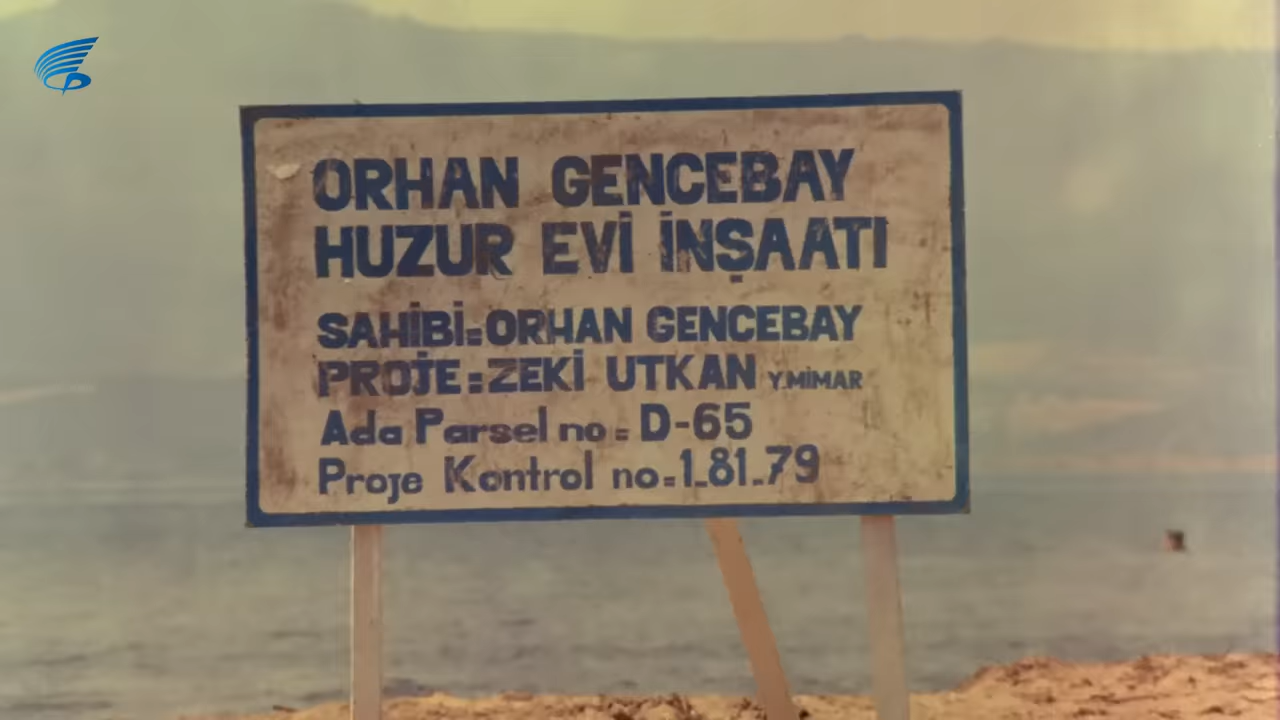 ORHAN GENCEBAY
HUZUR EVİ İNŞAATI
SAHİBİ=ORHAN GENCEBAY
PROJE=ZEKİ UTKAN Y.MİMAR
Ada Parsel no= D-65
Proje Kontrol no=1.81.79